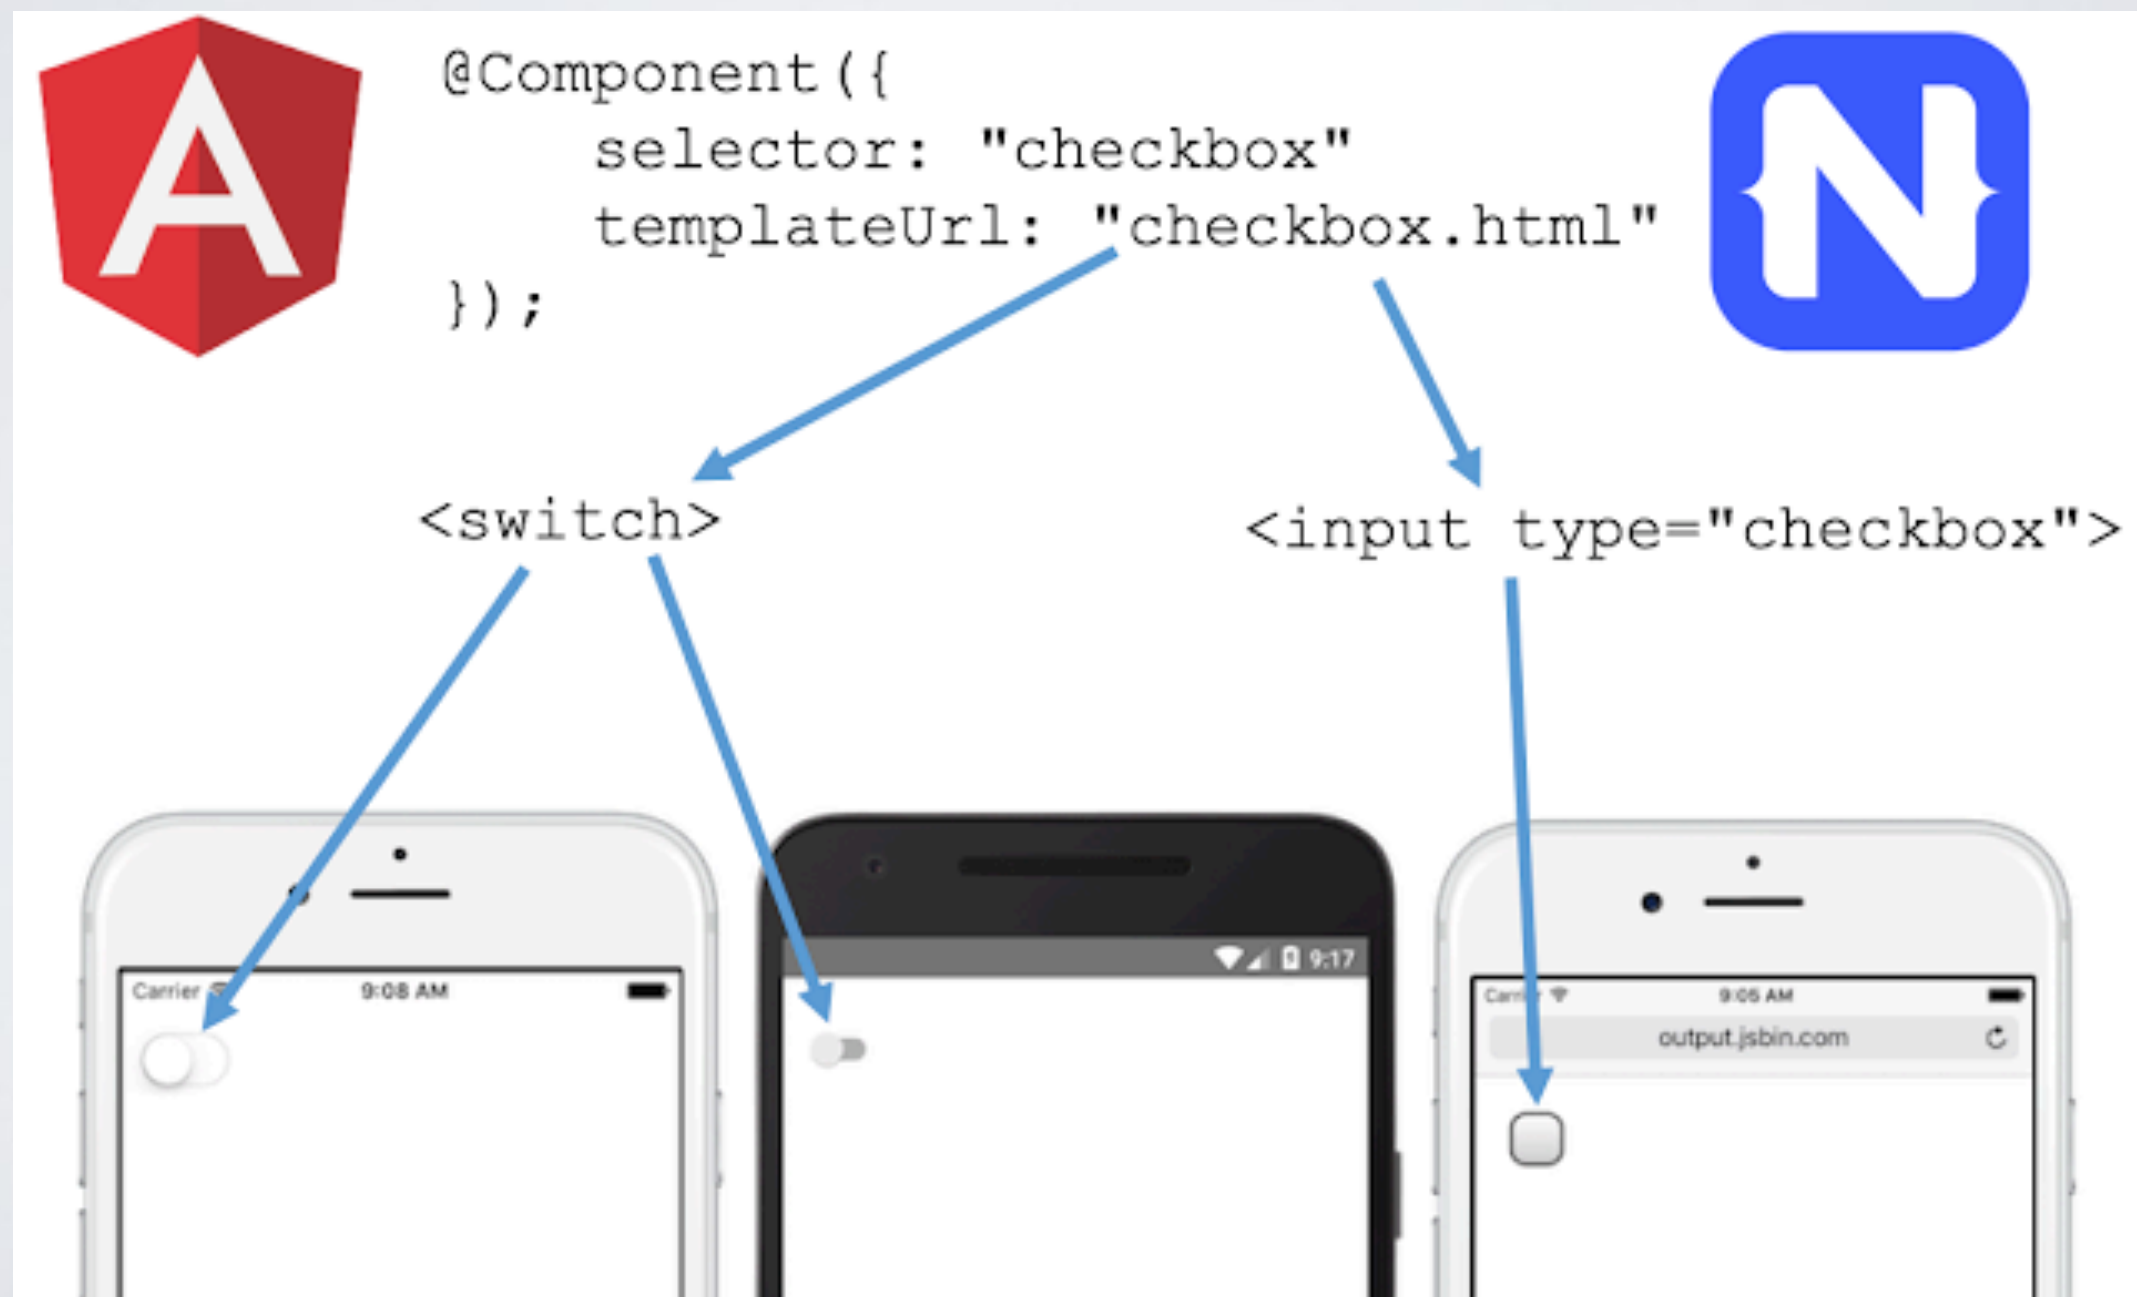 @Component({
selector: "checkbox"
templateUrl: "checkbox.html"
});
<switch>
<input type="checkbox">
Carrier 9:08 AM
9:17
Carrier 9:05 AM
output.jsbin.com